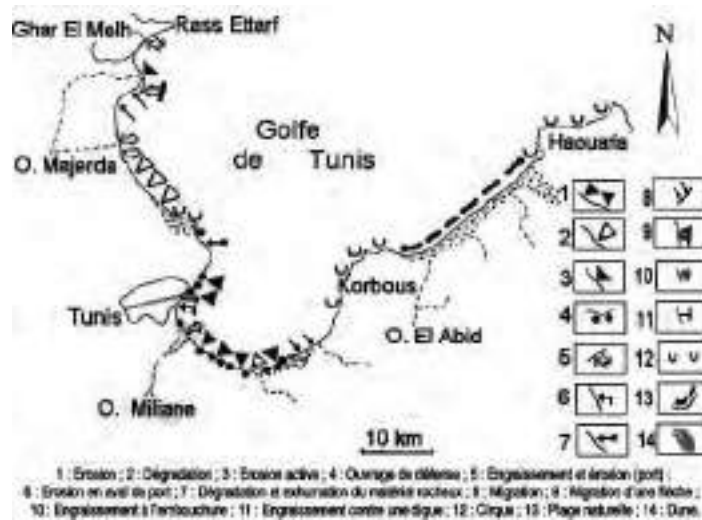 Ghar El Melh
Rass Ettarf
N
Golfe
de Tunis
Haouaria
O. Majerda
Korbous
Tunis
O. El Abid
O. Miliane
10 km
1
2
3
4
5
6
7
8
9
10
11
12
13
14
1 : Erosion ; 2 : Dégradation ; 3 : Erosion active ; 4 : Ouvrage de défense ; 5 : Engraissement et érosion (port) ;
6 : Erosion en aval de port ; 7 : Dégradation et exhumation du matériel rocheux ; 8 : Migration ; 9 : Migration d'une flèche ;
10 : Engraissement à l'embouchure ; 11 : Engraissement contre une digue ; 12 : Cirque ; 13 : Plage naturelle ; 14 : Dune.